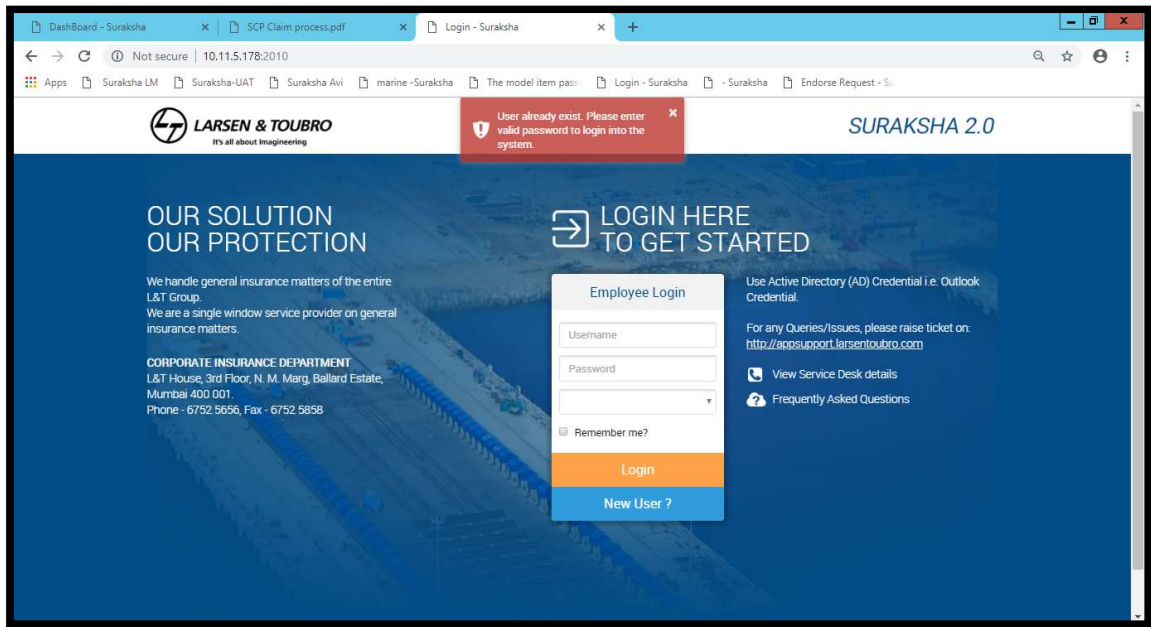 DashBoard - Suraksha
SCP Claim process.pdf
Login - Suraksha
Not secure | 10.11.5.178:2010
Apps
Suraksha LM
Suraksha-UAT
Suraksha Avi
marine -Suraksha
The model item pass
Login - Suraksha
- Suraksha
Endorse Request - S
LARSEN & TOUBRO
It's all about Imagineering
User already exist. Please enter
valid password to login into the
system.
SURAKSHA 2.0
OUR SOLUTION
OUR PROTECTION
We handle general insurance matters of the entire
L&T Group.
We are a single window service provider on general
insurance matters.
CORPORATE INSURANCE DEPARTMENT
L&T House, 3rd Floor, N. M. Marg, Ballard Estate,
Mumbai 400 001.
Phone - 6752 5656, Fax - 6752 5858
LOGIN HERE
TO GET STARTED
Employee Login
Username
Password
Remember me?
Login
New User ?
Use Active Directory (AD) Credential i.e. Outlook
Credential.
For any Queries/Issues, please raise ticket on:
http://appsupport.larsentoubro.com
View Service Desk details
Frequently Asked Questions